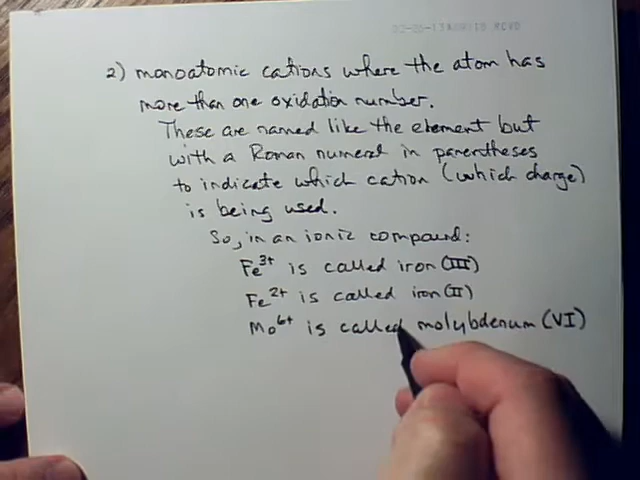 2) monoatomic cations where the atom has
more than one oxidation number.
These are named like the element but
with a Roman numeral in parentheses
to indicate which cation (which charge)
is being used.
So, in an ionic compound:
Fe³⁺ is called iron (III)
Fe²⁺ is called iron (II)
Mo⁶⁺ is called molybdenum (VI)